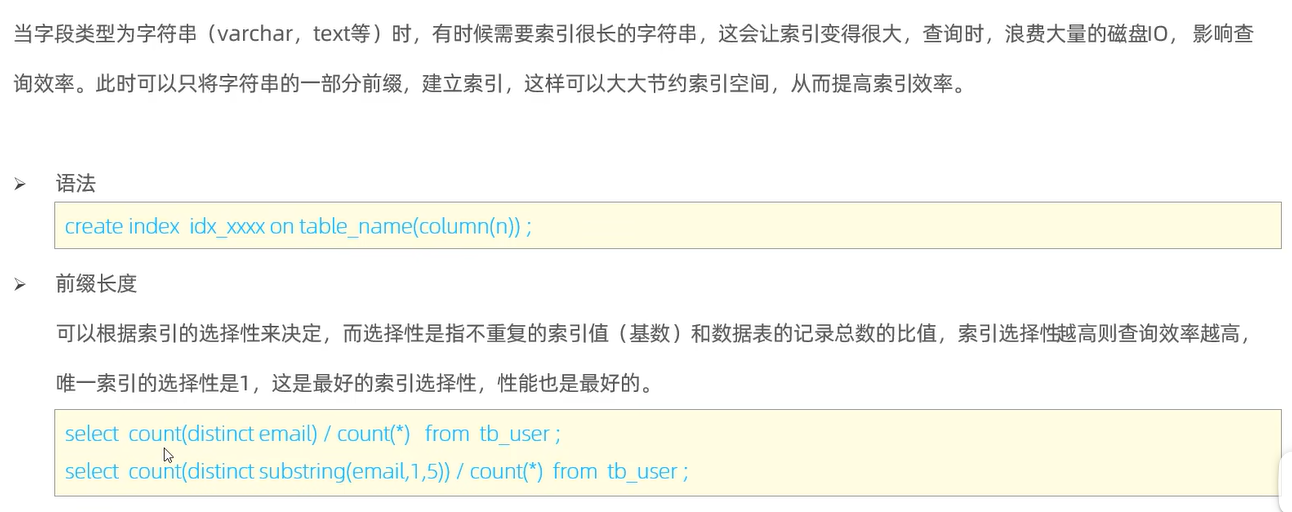 当字段类型为字符串（varchar，text等）时，有时候需要索引很长的字符串，这会让索引变得很大，查询时，浪费大量的磁盘IO， 影响查
询效率。此时可以只将字符串的一部分前缀，建立索引，这样可以大大节约索引空间，从而提高索引效率。
语法
create index idx_xxxx on table_name(column(n)) ;
前缀长度
可以根据索引的选择性来决定，而选择性是指不重复的索引值（基数）和数据表的记录总数的比值，索引选择性越高则查询效率越高，
唯一索引的选择性是1，这是最好的索引选择性，性能也是最好的。
select count(distinct email) / count(*) from tb_user ;
select count(distinct substring(email,1,5)) / count(*) from tb_user ;